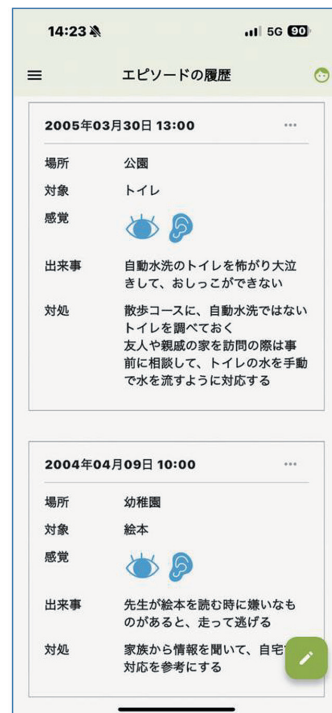 14:23
5G 90
エピソードの履歴
2005年03月30日 13:00
場所 公園
対象 トイレ
感覚
出来事 自動水洗のトイレを怖がり大泣
きして、おしっこができない
対処 散歩コースに、自動水洗ではない
トイレを調べておく
友人や親戚の家を訪問の際は事
前に相談して、トイレの水を手動
で水を流すように対応する
2004年04月09日 10:00
場所 幼稚園
対象 絵本
感覚
出来事 先生が絵本を読む時に嫌いなも
のがあると、走って逃げる
対処 家族から情報を聞いて、自宅
対応を参考にする